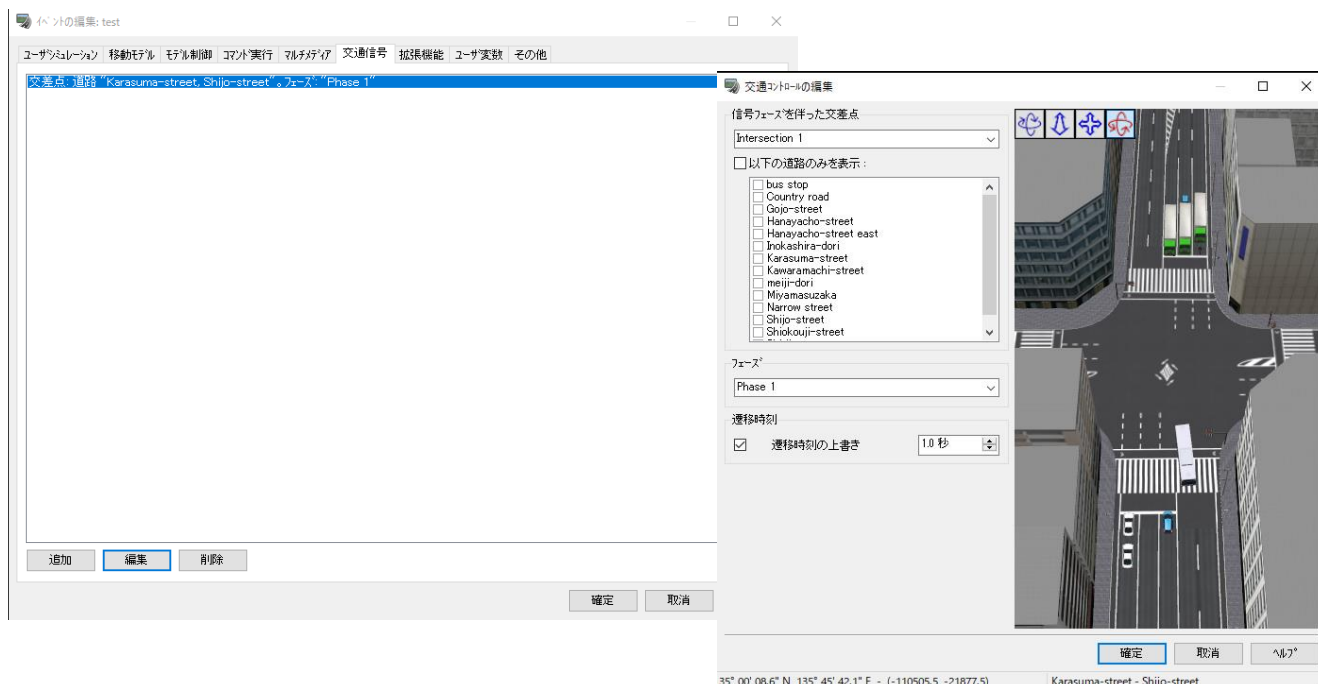 イベントの編集: test
ユーザシミュレーション 移動モデル モデル制御 コマンド実行 マルチメディア 交通信号 拡張機能 ユーザ変数 その他
交差点: 道路 "Karasuma-street, Shijo-street"。フェーズ: "Phase 1"
追加 編集 削除
確定 取消
交通コントロールの編集
信号フェーズを伴った交差点
Intersection 1
以下の道路のみを表示 :
bus stop
Country road
Gojo-street
Hanayacho-street
Hanayacho-street east
Inokashira-dori
Karasuma-street
Kawaramachi-street
meiji-dori
Miyamasuzaka
Narrow street
Shijo-street
Shiokouji-street
フェーズ
Phase 1
遷移時刻
遷移時刻の上書き 1.0 秒
確定 取消 ヘルプ
35° 00' 08.6" N, 135° 45' 42.1" E - (-110505.5, -21877.5) Karasuma-street - Shijo-street